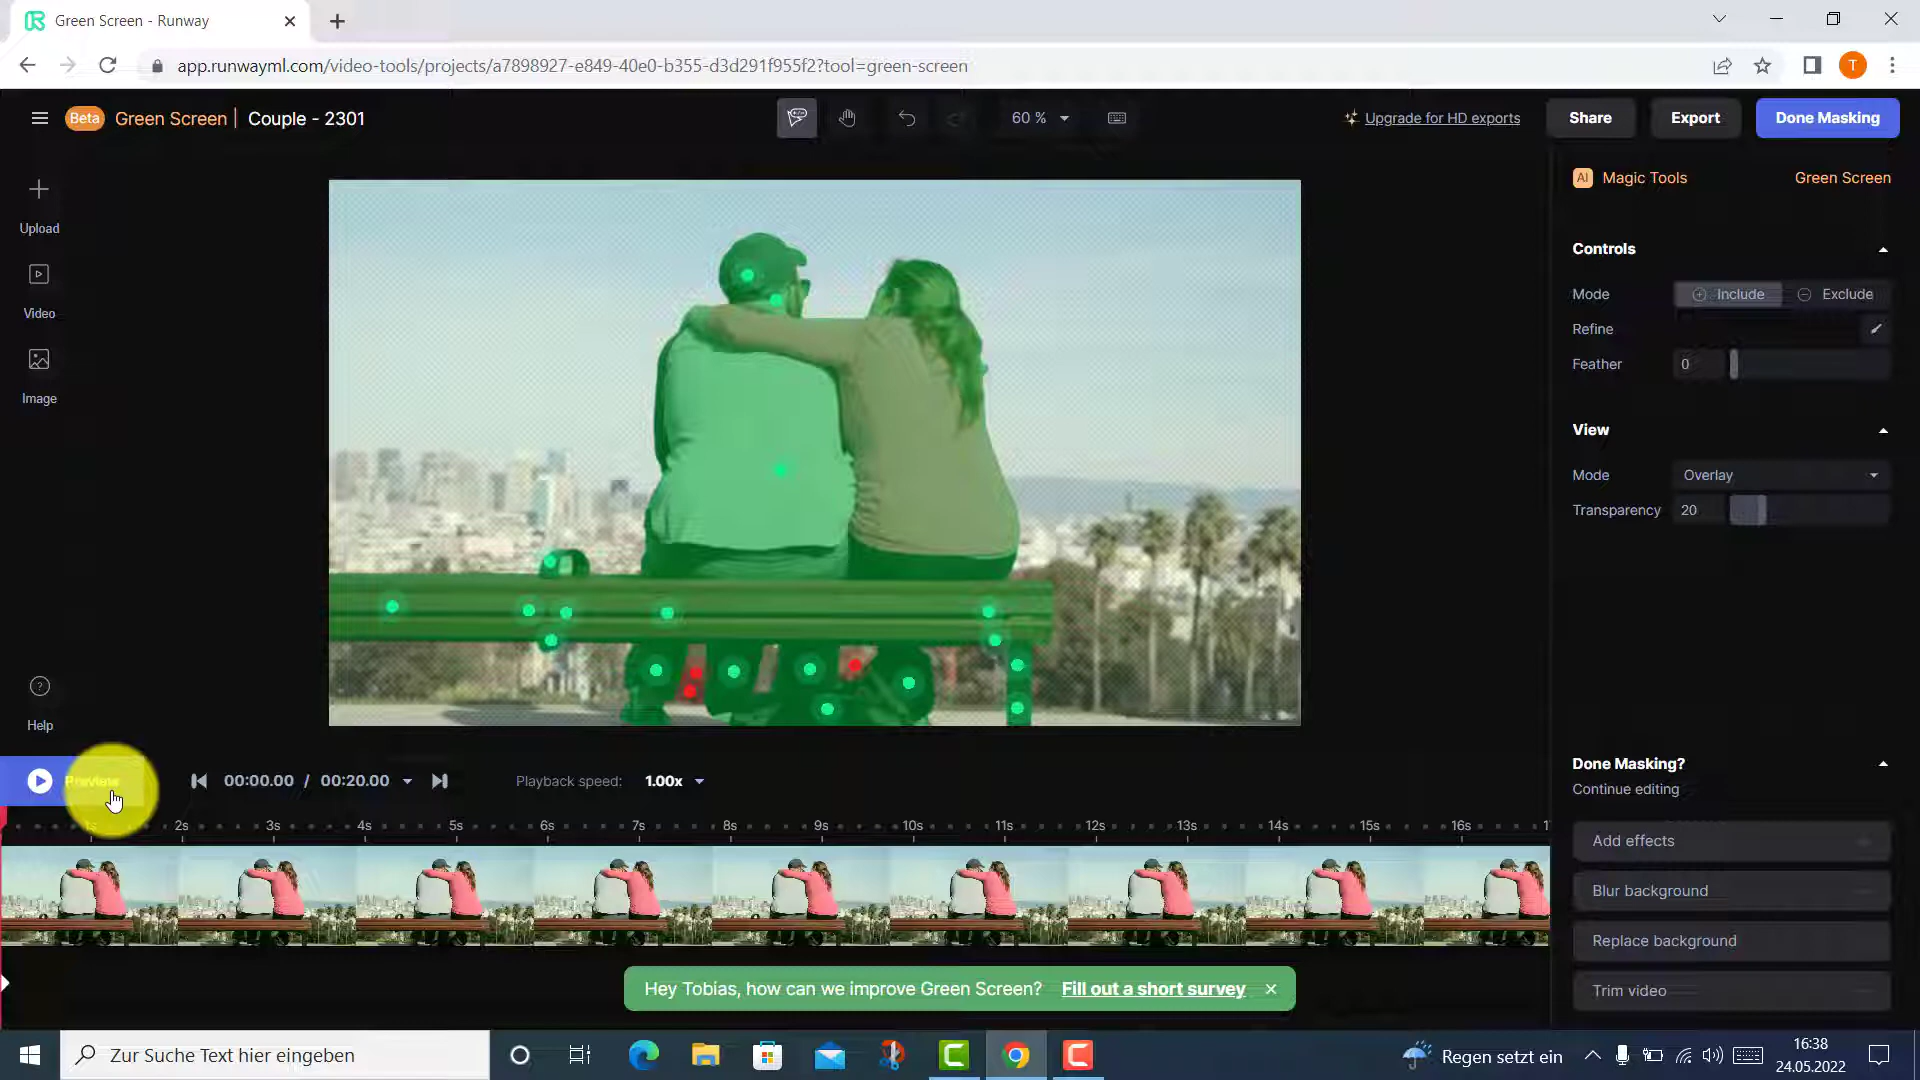 Green Screen - Runway
app.runwayml.com/video-tools/projects/a7898927-e849-40e0-b355-d3d291f955f2?tool=green-screen
T
Beta Green Screen | Couple - 2301
60 %
Upgrade for HD exports
Share
Export
Done Masking
Upload
Video
Image
Help
AI Magic Tools
Green Screen
Controls
Mode Include Exclude
Refine
Feather 0
View
Mode Overlay
Transparency 20
Preview
00:00.00 / 00:20.00
Playback speed: 1.00x
1s 2s 3s 4s 5s 6s 7s 8s 9s 10s 11s 12s 13s 14s 15s 16s
Done Masking?
Continue editing
Add effects
Blur background
Replace background
Trim video
Hey Tobias, how can we improve Green Screen? Fill out a short survey
Zur Suche Text hier eingeben
Regen setzt ein
16:38
24.05.2022